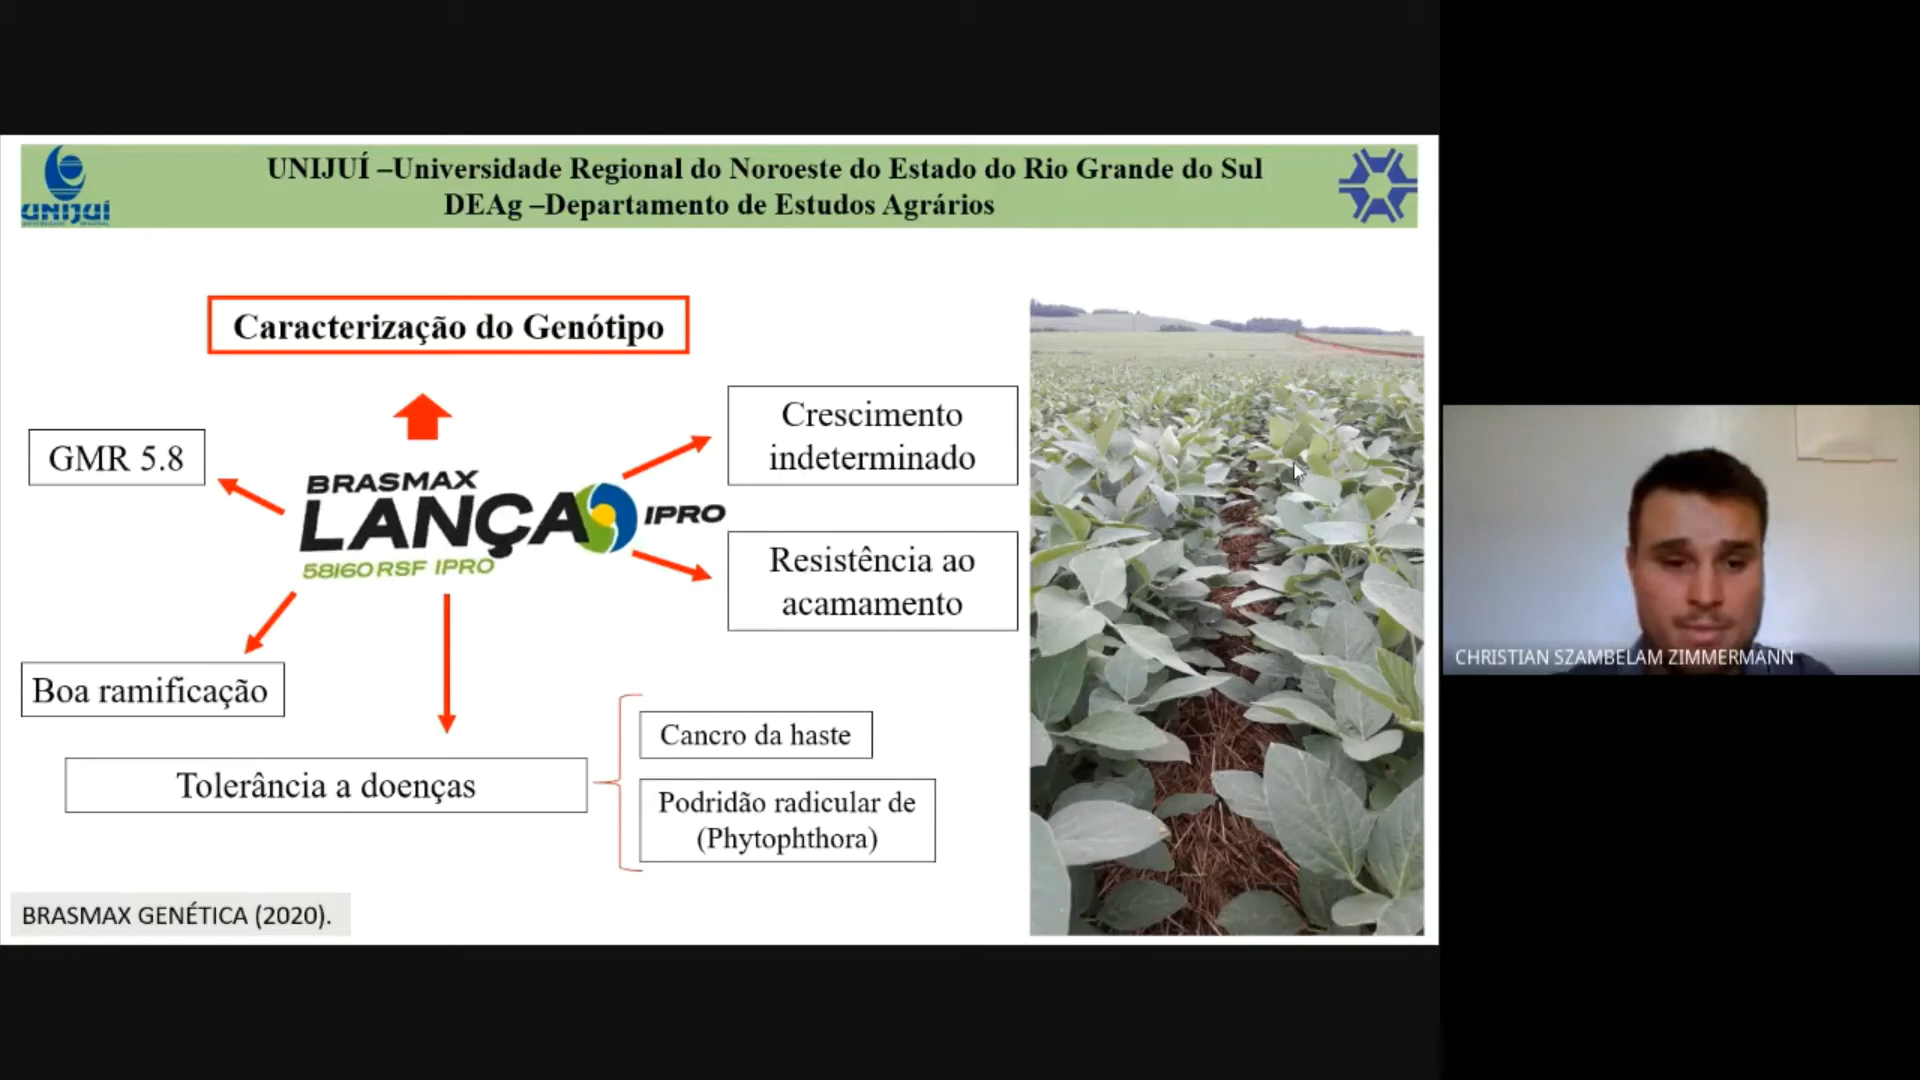 UNIJUÍ –Universidade Regional do Noroeste do Estado do Rio Grande do Sul
DEAg –Departamento de Estudos Agrários
UNIJUÍ
Caracterização do Genótipo
GMR 5.8
Crescimento
indeterminado
BRASMAX
LANÇA IPRO
58I60 RSF IPRO
Resistência ao
acamamento
Boa ramificação
Tolerância a doenças
Cancro da haste
Podridão radicular de
(Phytophthora)
BRASMAX GENÉTICA (2020).
CHRISTIAN SZAMBELAM ZIMMERMANN